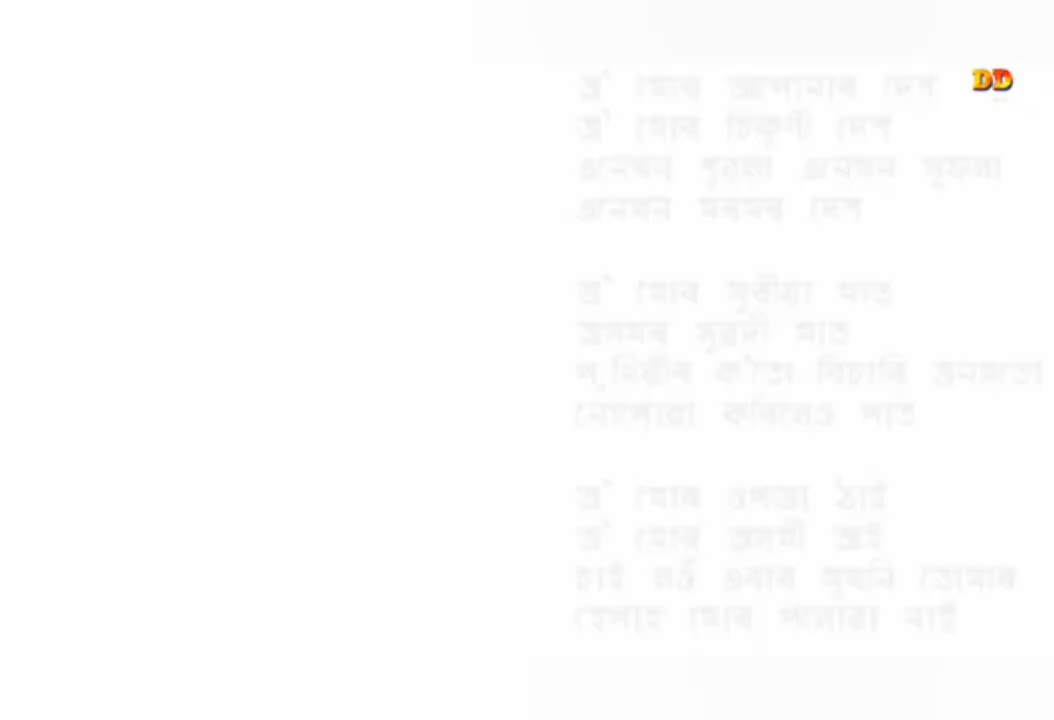 DD
অ' মোৰ আপোনাৰ দেশ
অ' মোৰ চিকুণী দেশ
এনেখন শুৱলা এনেখন সুফলা
এনেখন মৰমৰ দেশ

অ' মোৰ সুৰীয়া মাত
অসমৰ সুৱদী মাত
পৃথিৱীৰ ক'তো বিচাৰি জনমটো
নোপোৱা কৰিলেও পাত

অ' মোৰ ওপজা ঠাই
অ' মোৰ অসমী আই
চাই লওঁ এবাৰ মুখনি তোমাৰ
হেপাহ মোৰ পলোৱা নাই